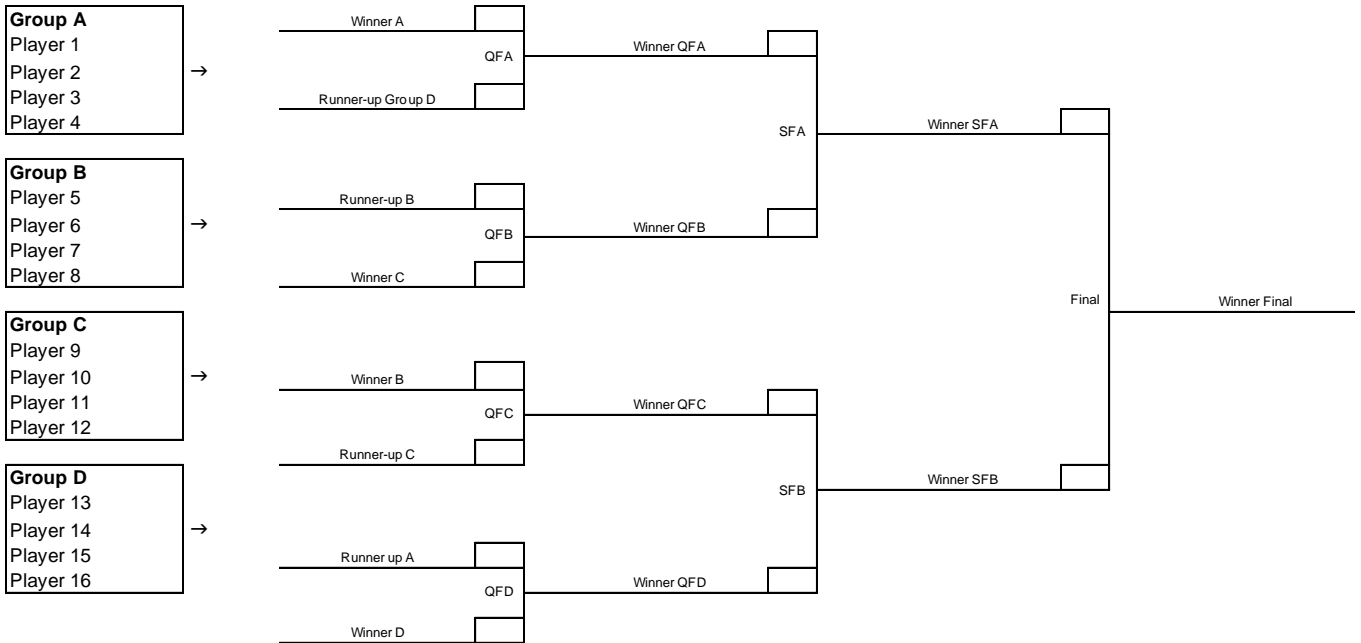 Group A
Player 1
Player 2
Player 3
Player 4
→
Group B
Player 5
Player 6
Player 7
Player 8
→
Group C
Player 9
Player 10
Player 11
Player 12
→
Group D
Player 13
Player 14
Player 15
Player 16
→
Winner A
QFA
Runner-up Group D
Runner-up B
QFB
Winner C
Winner B
QFC
Runner-up C
Runner up A
QFD
Winner D
Winner QFA
SFA
Winner QFB
Winner QFC
SFB
Winner QFD
Winner SFA
Final
Winner SFB
Winner Final